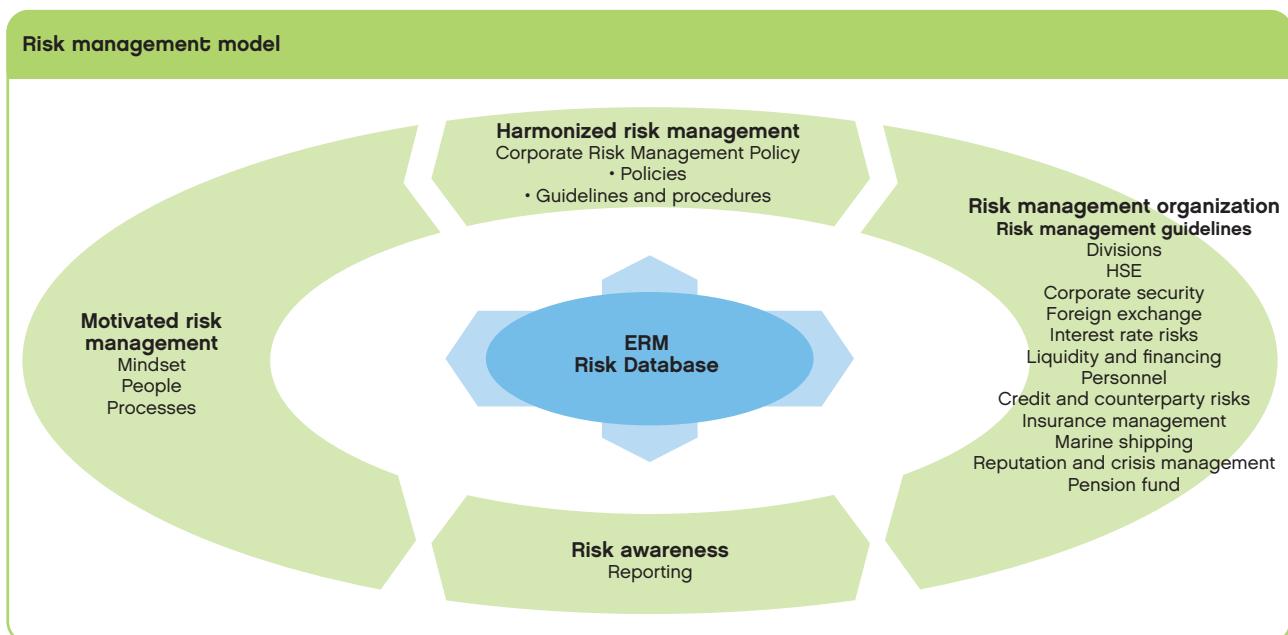 Risk management model
Harmonized risk management
Corporate Risk Management Policy
• Policies
• Guidelines and procedures
Risk management organization
Risk management guidelines
Divisions
HSE
Corporate security
Foreign exchange
Interest rate risks
Liquidity and financing
Personnel
Credit and counterparty risks
Insurance management
Marine shipping
Reputation and crisis management
Pension fund
Motivated risk
management
Mindset
People
Processes
ERM
Risk Database
Risk awareness
Reporting